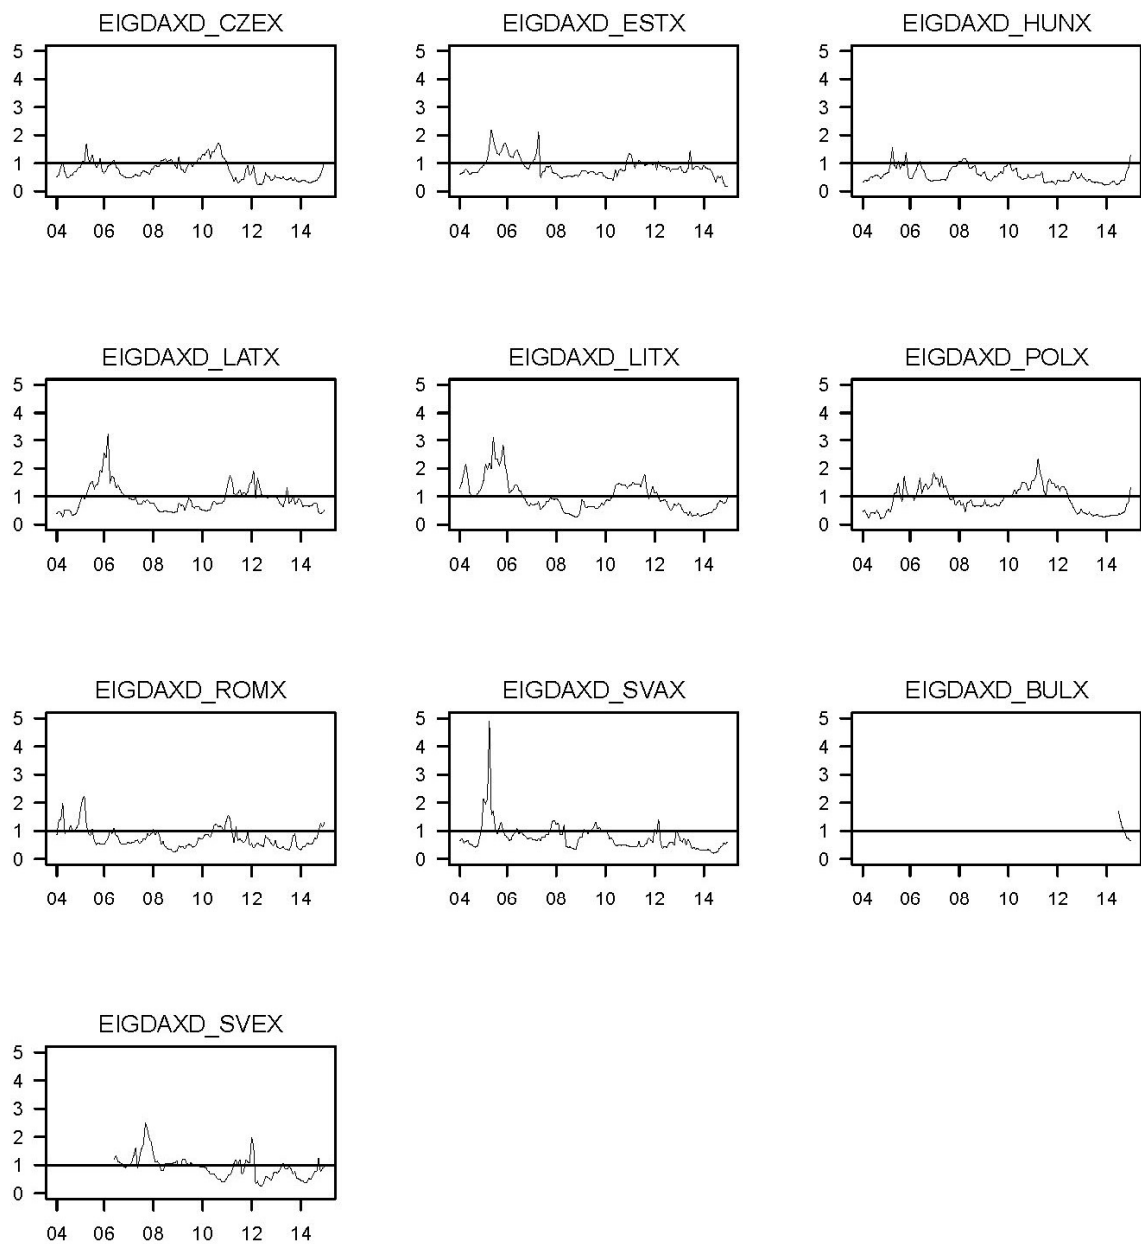 EIGDAXD_CZEX EIGDAXD_ESTX EIGDAXD_HUNX
5 5 5
4 4 4
3 3 3
2 2 2
1 1 1
0 0 0
04 06 08 10 12 14 04 06 08 10 12 14 04 06 08 10 12 14
EIGDAXD_LATX EIGDAXD_LITX EIGDAXD_POLX
5 5 5
4 4 4
3 3 3
2 2 2
1 1 1
0 0 0
04 06 08 10 12 14 04 06 08 10 12 14 04 06 08 10 12 14
EIGDAXD_ROMX EIGDAXD_SVAX EIGDAXD_BULX
5 5 5
4 4 4
3 3 3
2 2 2
1 1 1
0 0 0
04 06 08 10 12 14 04 06 08 10 12 14 04 06 08 10 12 14
EIGDAXD_SVEX
5
4
3
2
1
0
04 06 08 10 12 14